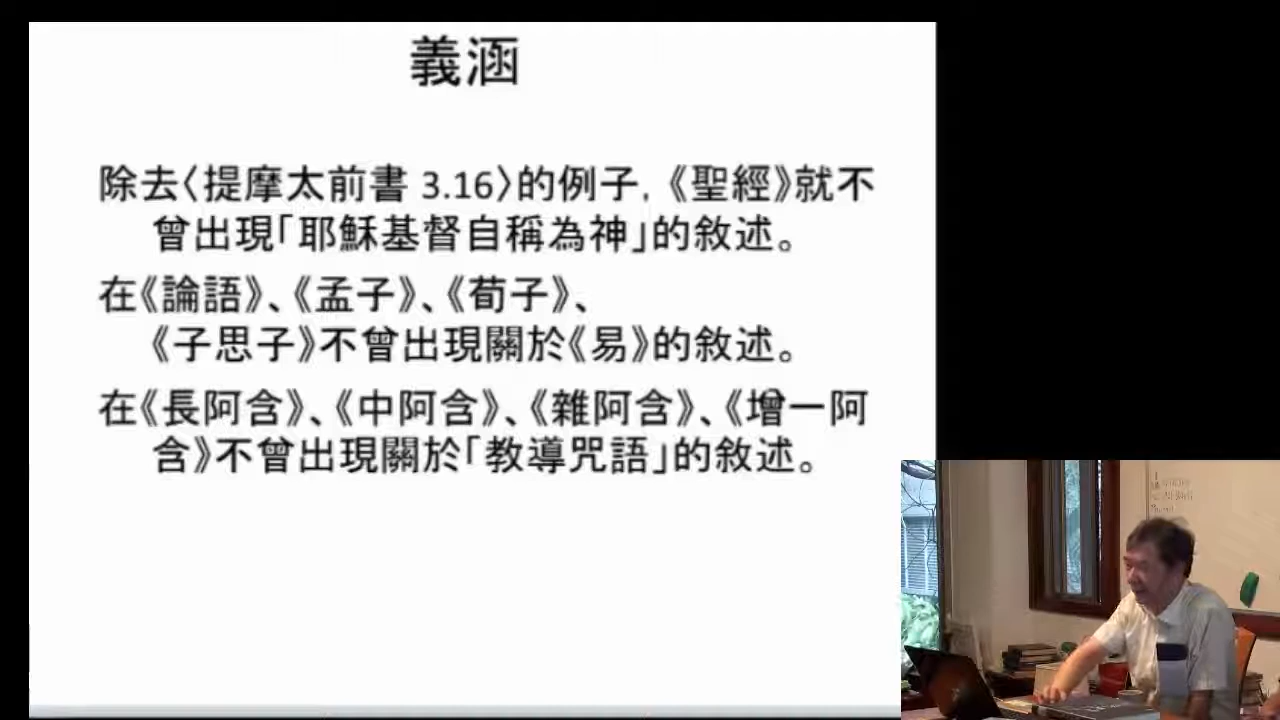 義涵
除去〈提摩太前書 3.16〉的例子,《聖經》就不
曾出現「耶穌基督自稱為神」的敘述。
在《論語》、《孟子》、《荀子》、
《子思子》不曾出現關於《易》的敘述。
在《長阿含》、《中阿含》、《雜阿含》、《增一阿
含》不曾出現關於「教導咒語」的敘述。